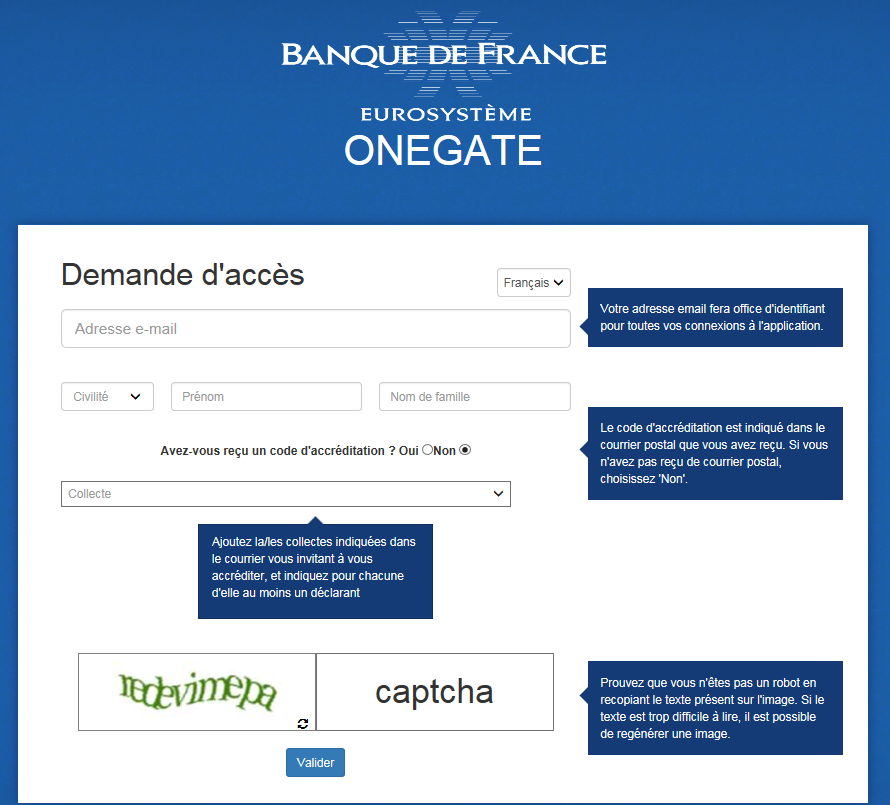 BANQUE DE FRANCE
EUROSYSTÈME
ONEGATE
Demande d'accès
Français
Votre adresse email fera office d'identifiant
pour toutes vos connexions à l'application.
Adresse e-mail
Civilité
Prénom
Nom de famille
Le code d'accréditation est indiqué dans le
courrier postal que vous avez reçu. Si vous
n'avez pas reçu de courrier postal,
choisissez 'Non'.
Avez-vous reçu un code d'accréditation ? Oui Non
Collecte
Ajoutez la/les collectes indiquées dans
le courrier vous invitant à vous
accréditer, et indiquez pour chacune
d'elle au moins un déclarant
redevimepa
captcha
Prouvez que vous n'êtes pas un robot en
recopiant le texte présent sur l'image. Si le
texte est trop difficile à lire, il est possible
de regénérer une image.
Valider